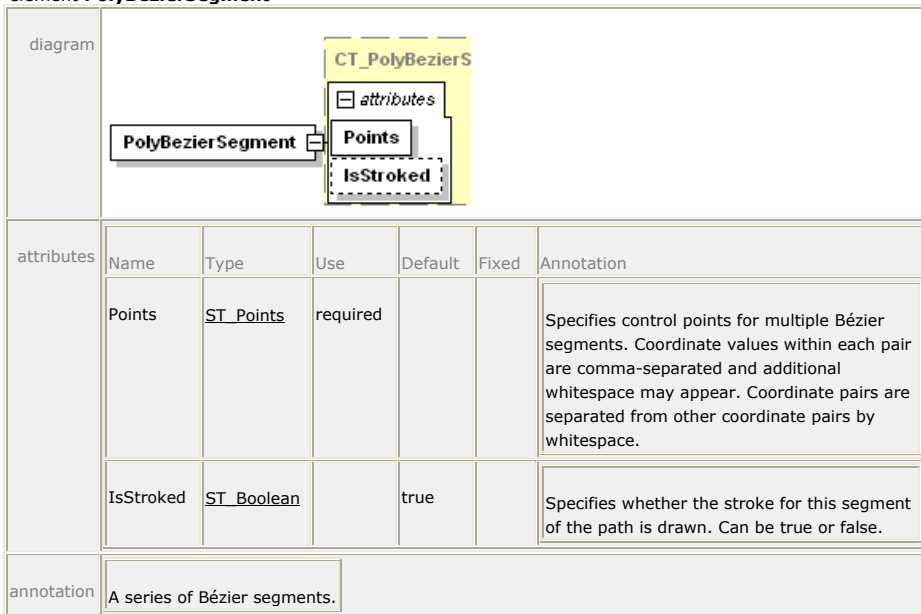 element PolyBezierSegment
diagram
CT_PolyBezierS
attributes
PolyBezierSegment
Points
IsStroked
attributes
Name Type Use Default Fixed Annotation
Points ST_Points required
Specifies control points for multiple Bézier
segments. Coordinate values within each pair
are comma-separated and additional
whitespace may appear. Coordinate pairs are
separated from other coordinate pairs by
whitespace.
IsStroked ST_Boolean true
Specifies whether the stroke for this segment
of the path is drawn. Can be true or false.
annotation
A series of Bézier segments.